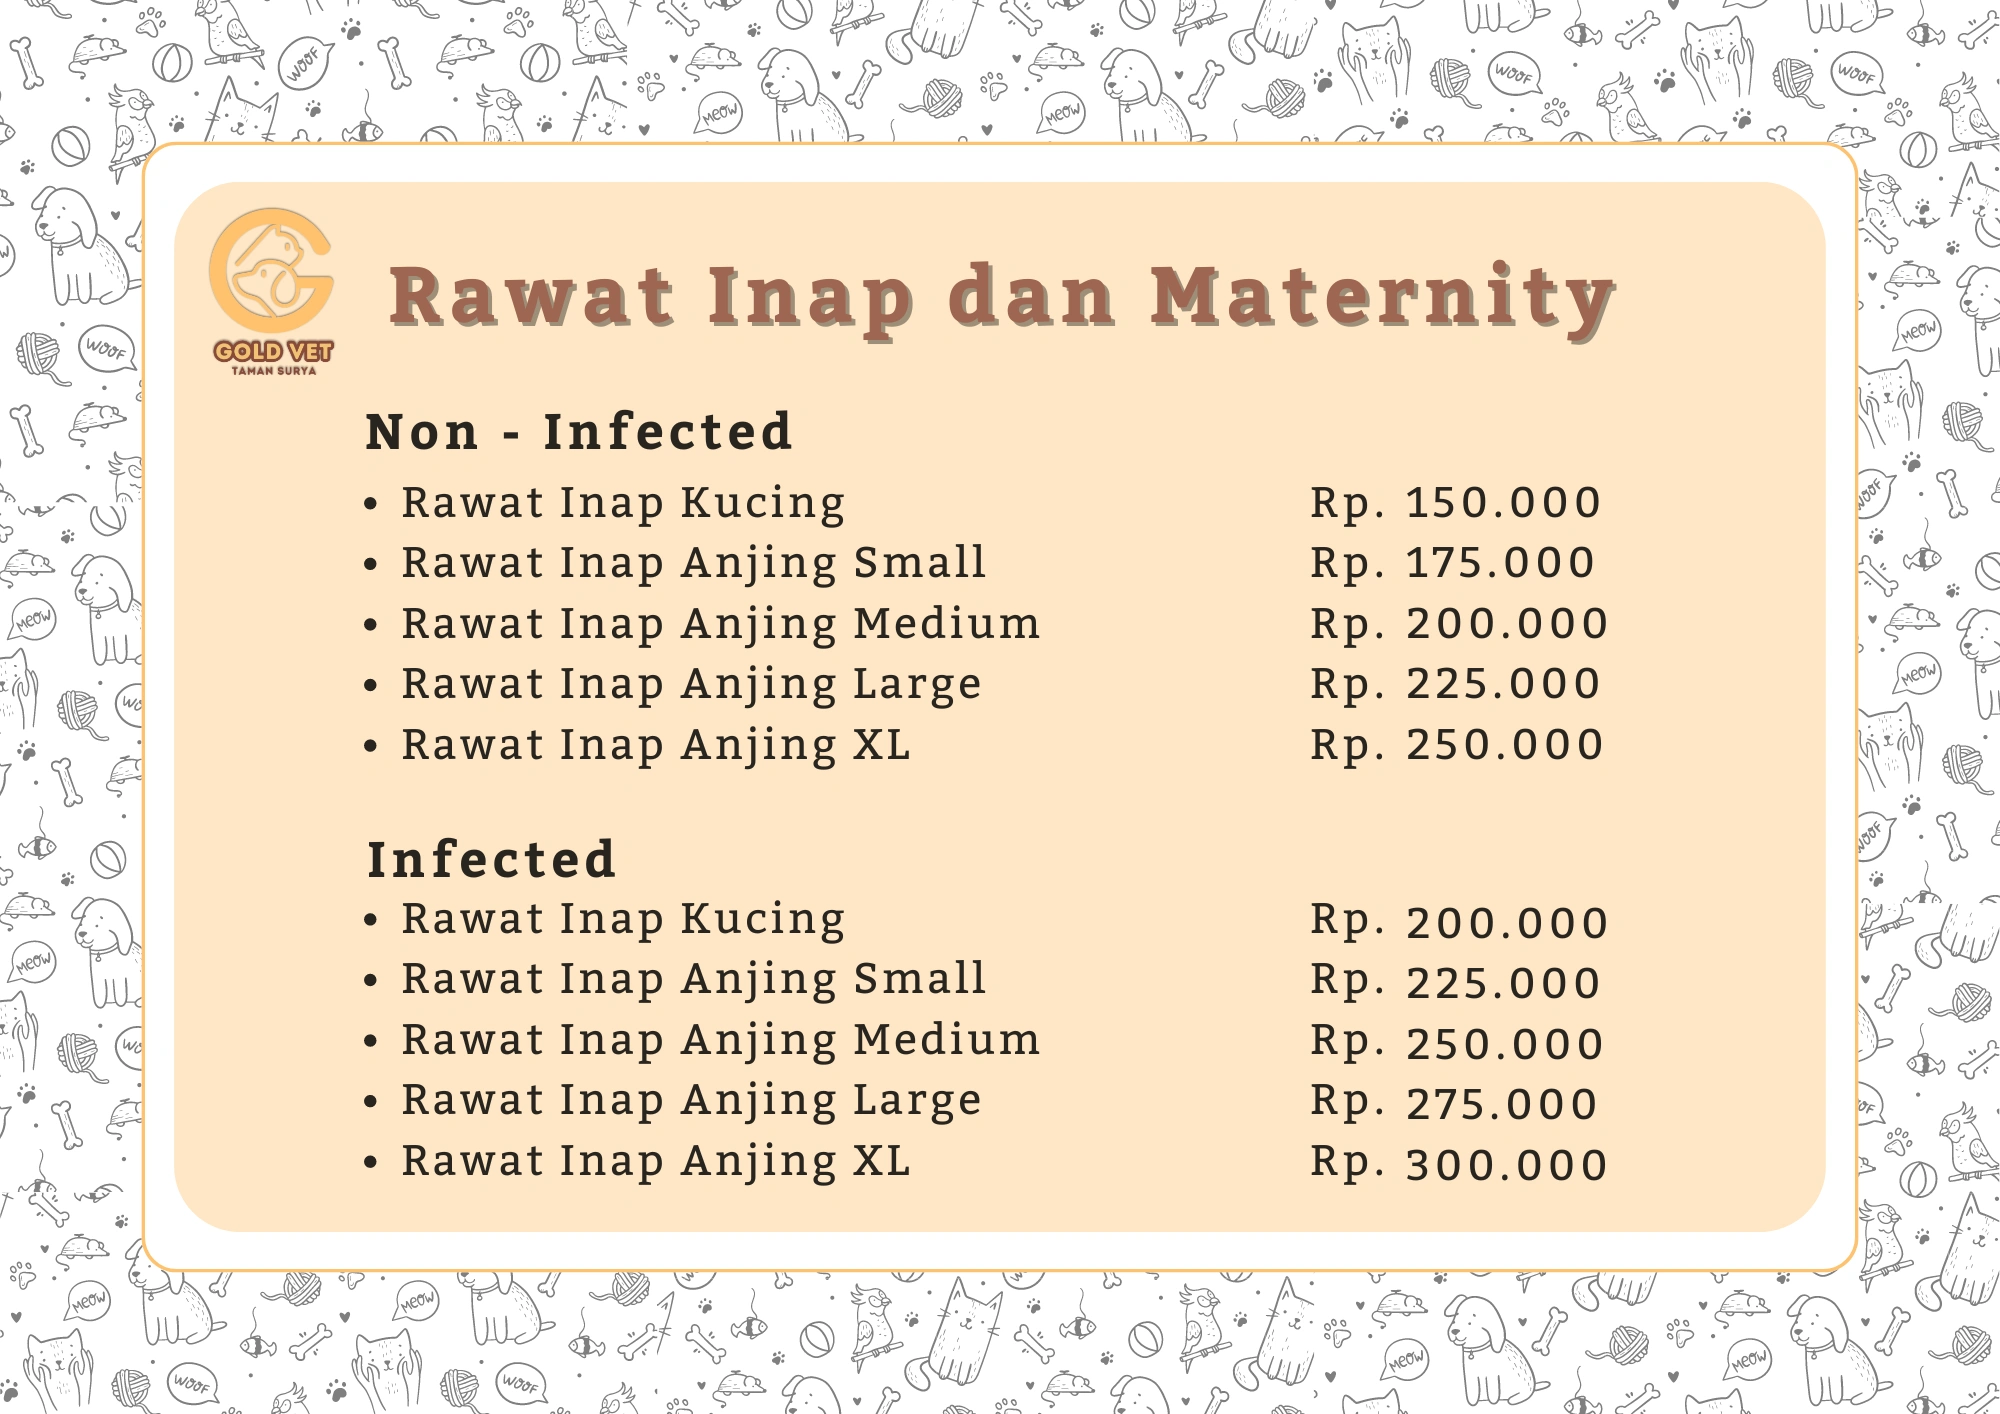 GOLD VET
TAMAN SURYA
Rawat Inap dan Maternity
Non - Infected
• Rawat Inap Kucing Rp. 150.000
• Rawat Inap Anjing Small Rp. 175.000
• Rawat Inap Anjing Medium Rp. 200.000
• Rawat Inap Anjing Large Rp. 225.000
• Rawat Inap Anjing XL Rp. 250.000
Infected
• Rawat Inap Kucing Rp. 200.000
• Rawat Inap Anjing Small Rp. 225.000
• Rawat Inap Anjing Medium Rp. 250.000
• Rawat Inap Anjing Large Rp. 275.000
• Rawat Inap Anjing XL Rp. 300.000